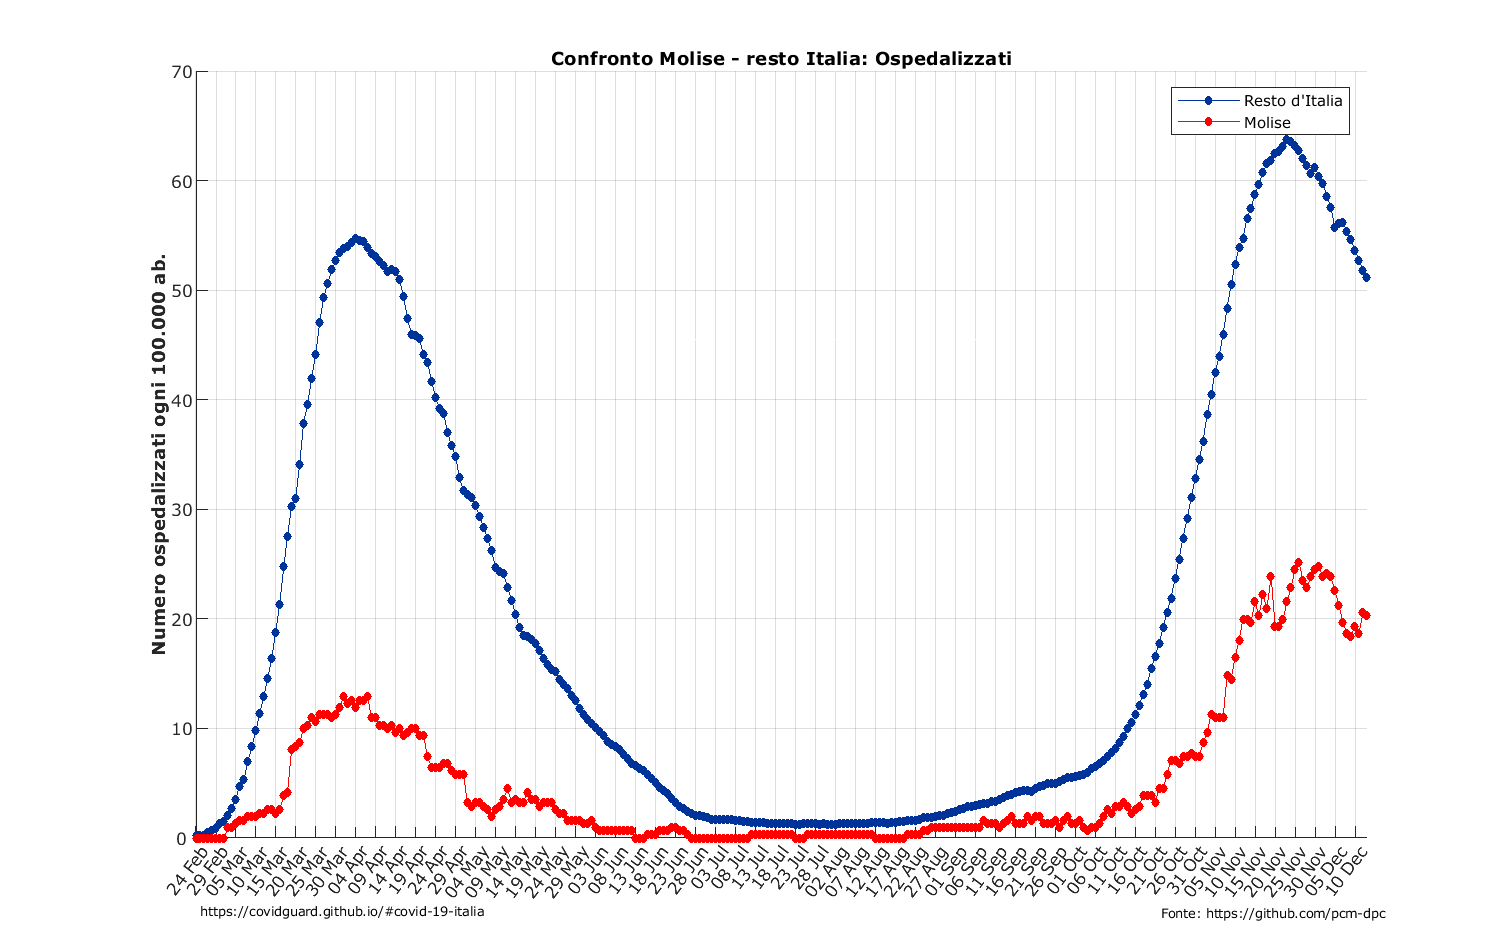 Confronto Molise - resto Italia: Ospedalizzati
Resto d'Italia
Molise
Numero ospedalizzati ogni 100.000 ab.
70
60
50
40
30
20
10
0
24 Feb
29 Feb
05 Mar
10 Mar
15 Mar
20 Mar
25 Mar
30 Mar
04 Apr
09 Apr
14 Apr
19 Apr
24 Apr
29 Apr
04 May
09 May
14 May
19 May
24 May
29 May
03 Jun
08 Jun
13 Jun
18 Jun
23 Jun
28 Jun
03 Jul
08 Jul
13 Jul
18 Jul
23 Jul
28 Jul
02 Aug
07 Aug
12 Aug
17 Aug
22 Aug
27 Aug
01 Sep
06 Sep
11 Sep
16 Sep
21 Sep
26 Sep
01 Oct
06 Oct
11 Oct
16 Oct
21 Oct
26 Oct
31 Oct
05 Nov
10 Nov
15 Nov
20 Nov
25 Nov
30 Nov
05 Dec
10 Dec
https://covidguard.github.io/#covid-19-italia
Fonte: https://github.com/pcm-dpc